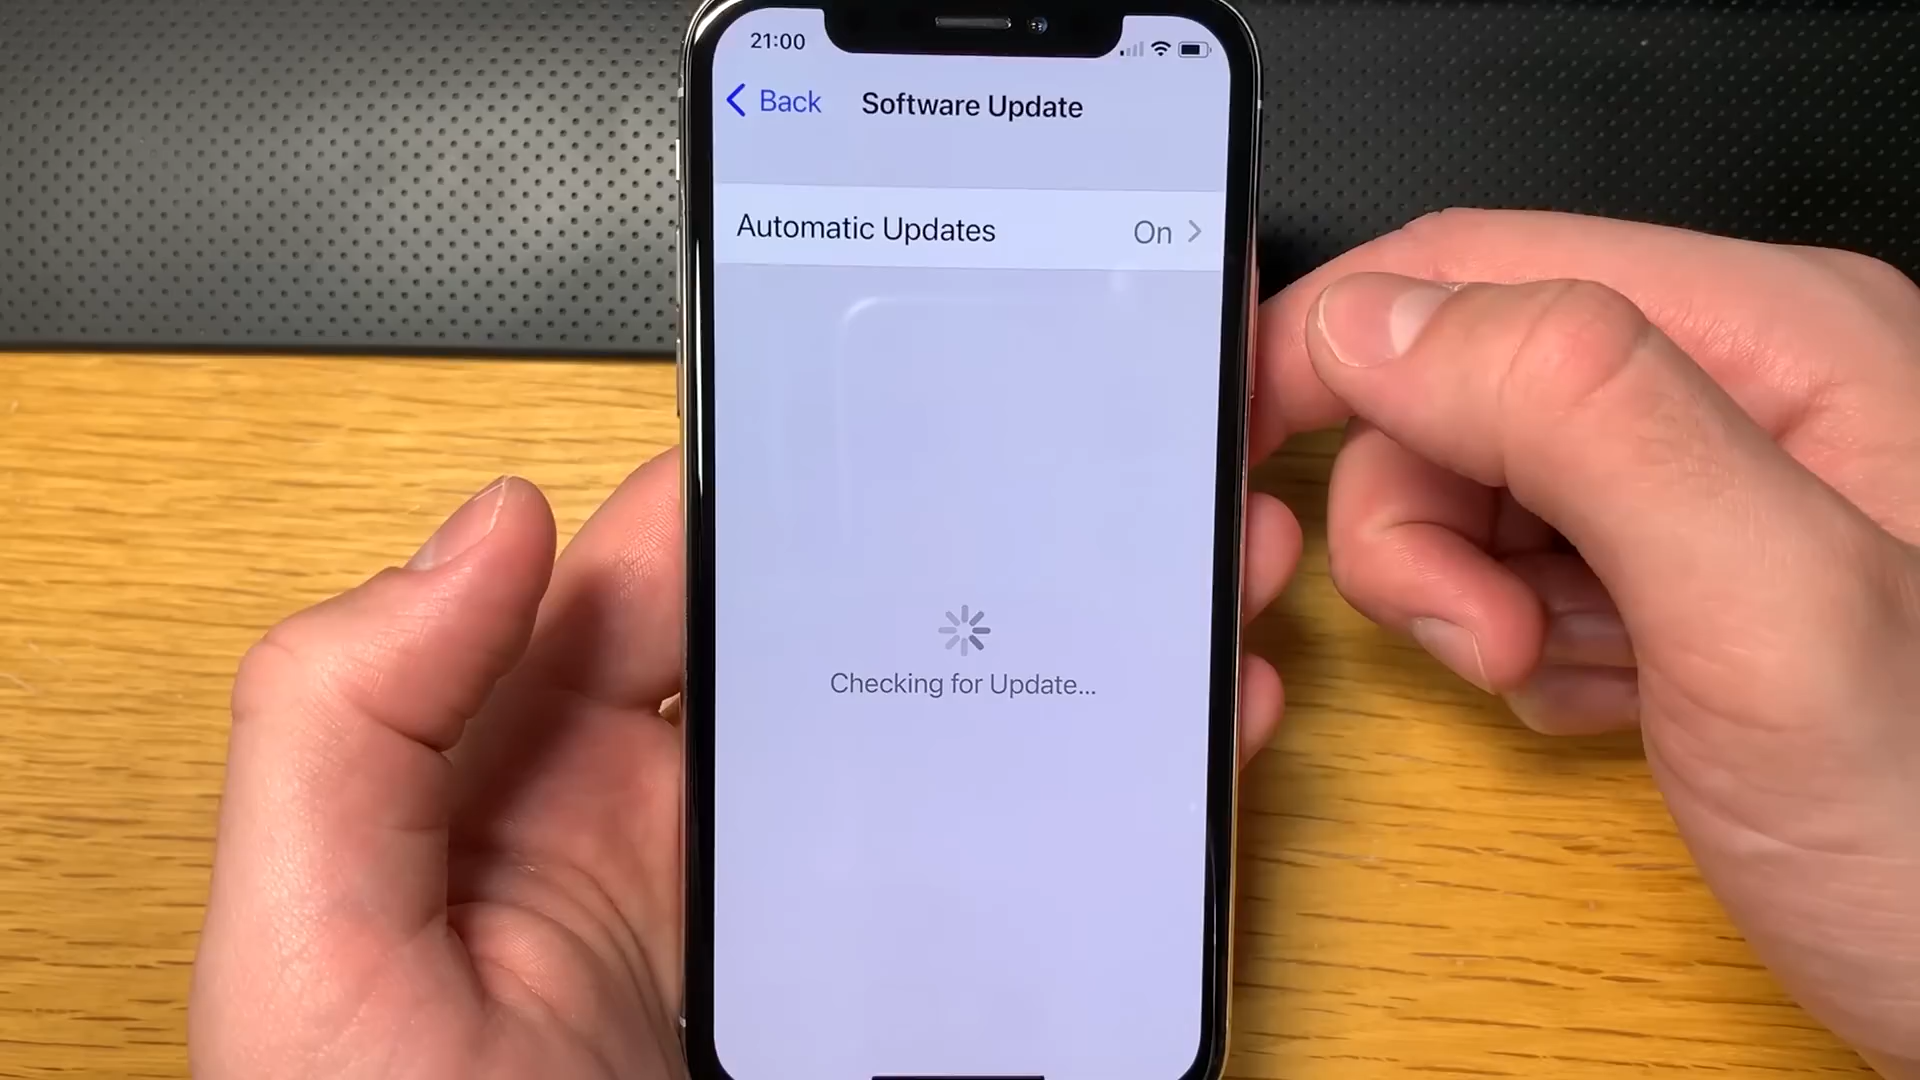 21:00
Back
Software Update
Automatic Updates
On
Checking for Update...